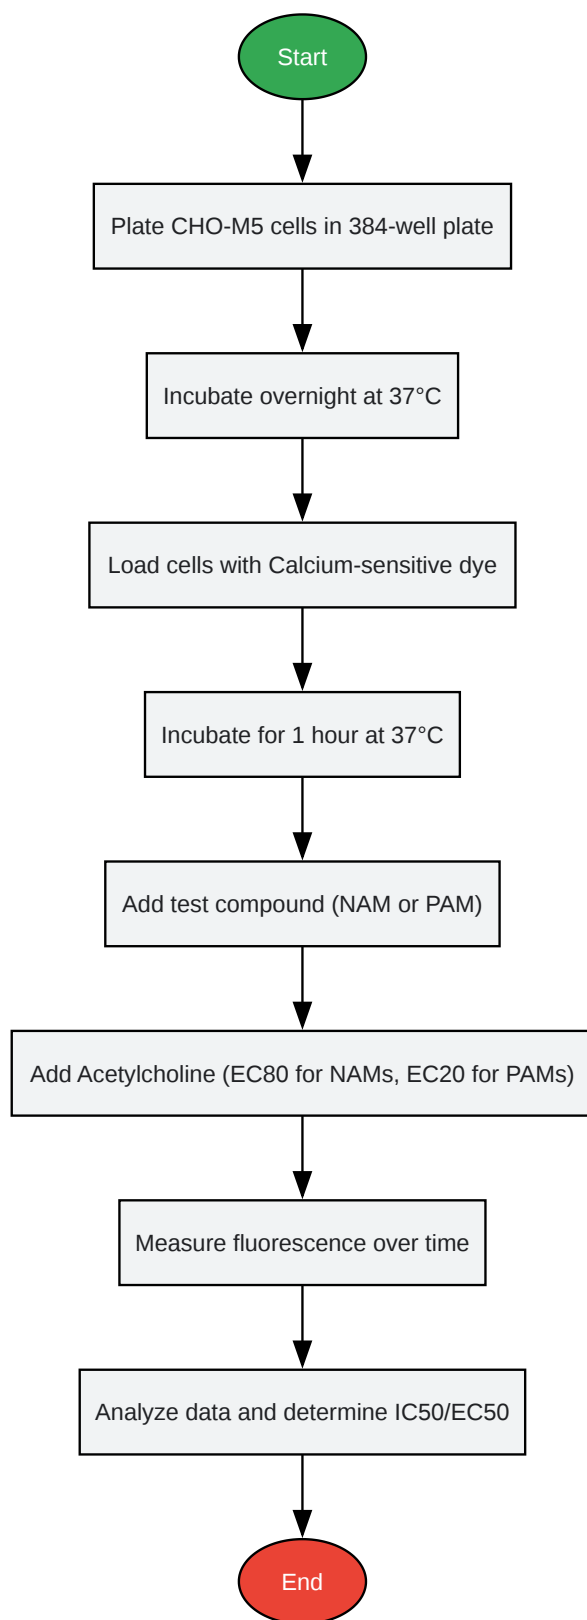 Start
Plate CHO-M5 cells in 384-well plate
Incubate overnight at 37°C
Load cells with Calcium-sensitive dye
Incubate for 1 hour at 37°C
Add test compound (NAM or PAM)
Add Acetylcholine (EC80 for NAMs, EC20 for PAMs)
Measure fluorescence over time
Analyze data and determine IC50/EC50
End